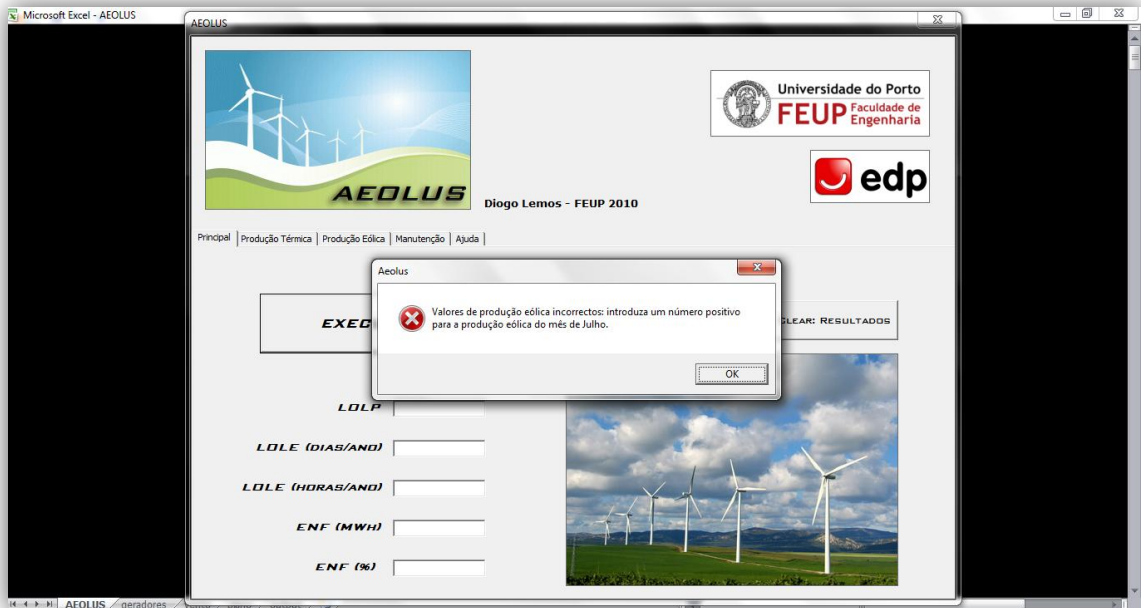 Microsoft Excel - AEOLUS
AEOLUS
Universidade do Porto
FEUP Faculdade de
Engenharia
edp
AEOLUS
Diogo Lemos - FEUP 2010
Principal Produção Térmica Produção Eólica Manutenção Ajuda
Aeolus
Valores de produção eólica incorrectos: introduza um número positivo
para a produção eólica do mês de Julho.
EXEC
CLEAR: RESULTADOS
OK
LOLP
LOLE (DIAS/ANO)
LOLE (HORAS/ANO)
ENF (MWH)
ENF (%)
AEOLUS geradores